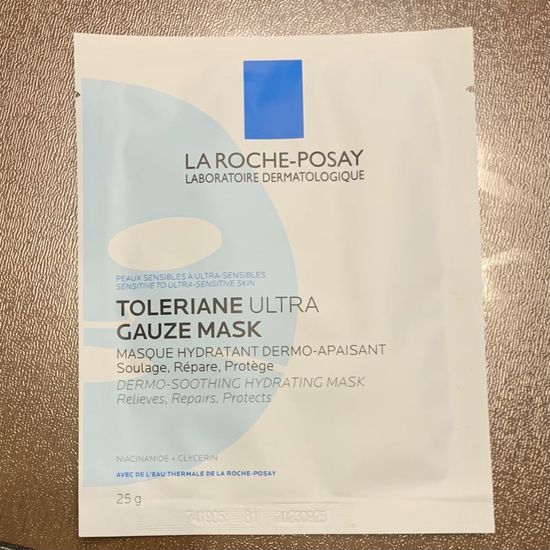 LA ROCHE-POSAY
LABORATOIRE DERMATOLOGIQUE
PEAUX SENSIBLES À ULTRA-SENSIBLES
SENSITIVE TO ULTRA-SENSITIVE SKIN
TOLERIANE ULTRA
GAUZE MASK
MASQUE HYDRATANT DERMO-APAISANT
Soulage, Répare, Protège
DERMO-SOOTHING HYDRATING MASK
Relieves, Repairs, Protects
NIACINAMIDE + GLYCERIN
AVEC DE L'EAU THERMALE DE LA ROCHE-POSAY
25 g